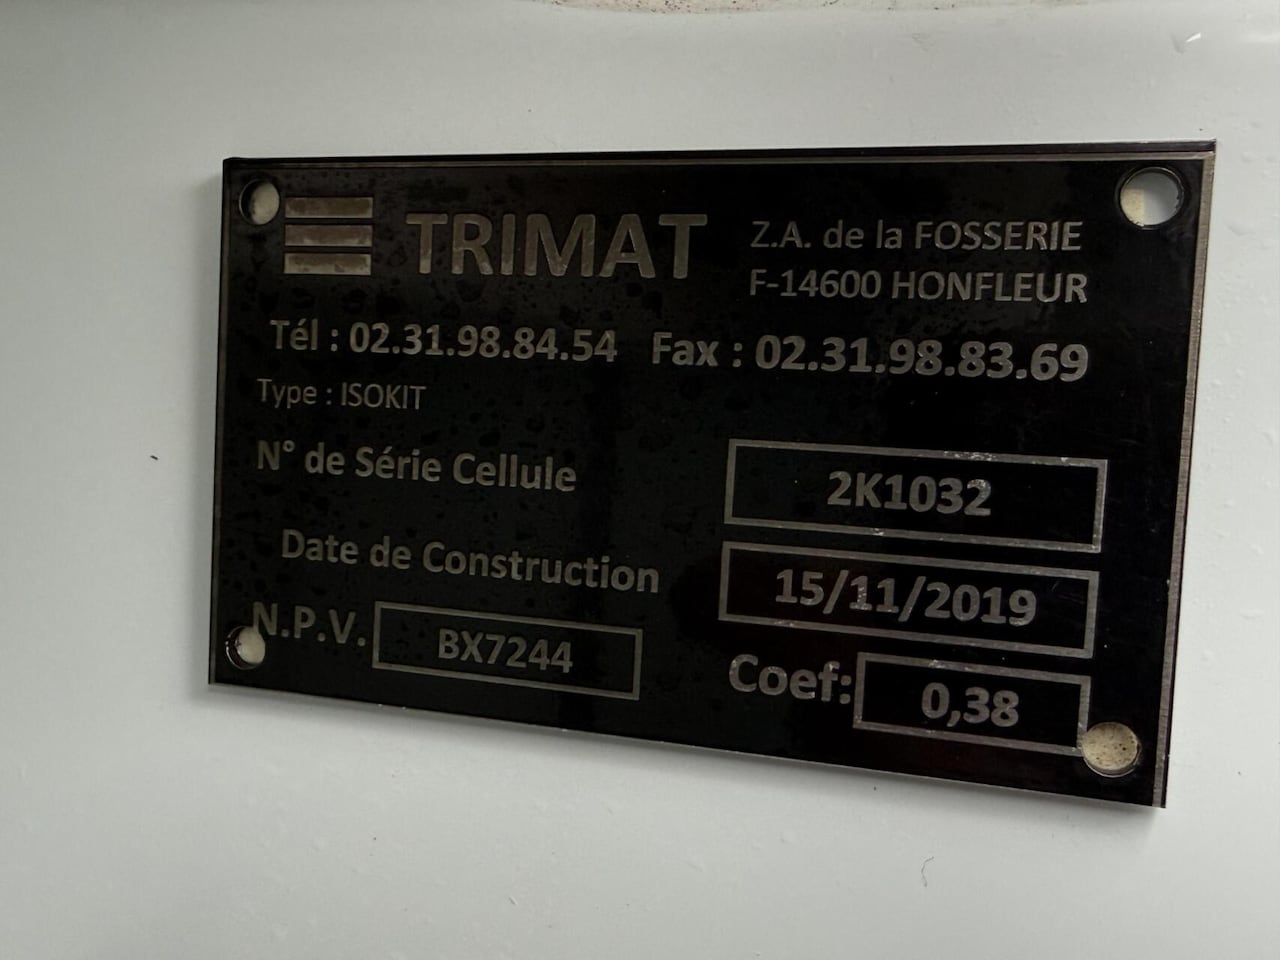 TRIMAT
Z.A. de la FOSSERIE
F-14600 HONFLEUR
Tél : 02.31.98.84.54 Fax : 02.31.98.83.69
Type : ISOKIT
N° de Série Cellule 2K1032
Date de Construction 15/11/2019
N.P.V. BX7244 Coef: 0,38